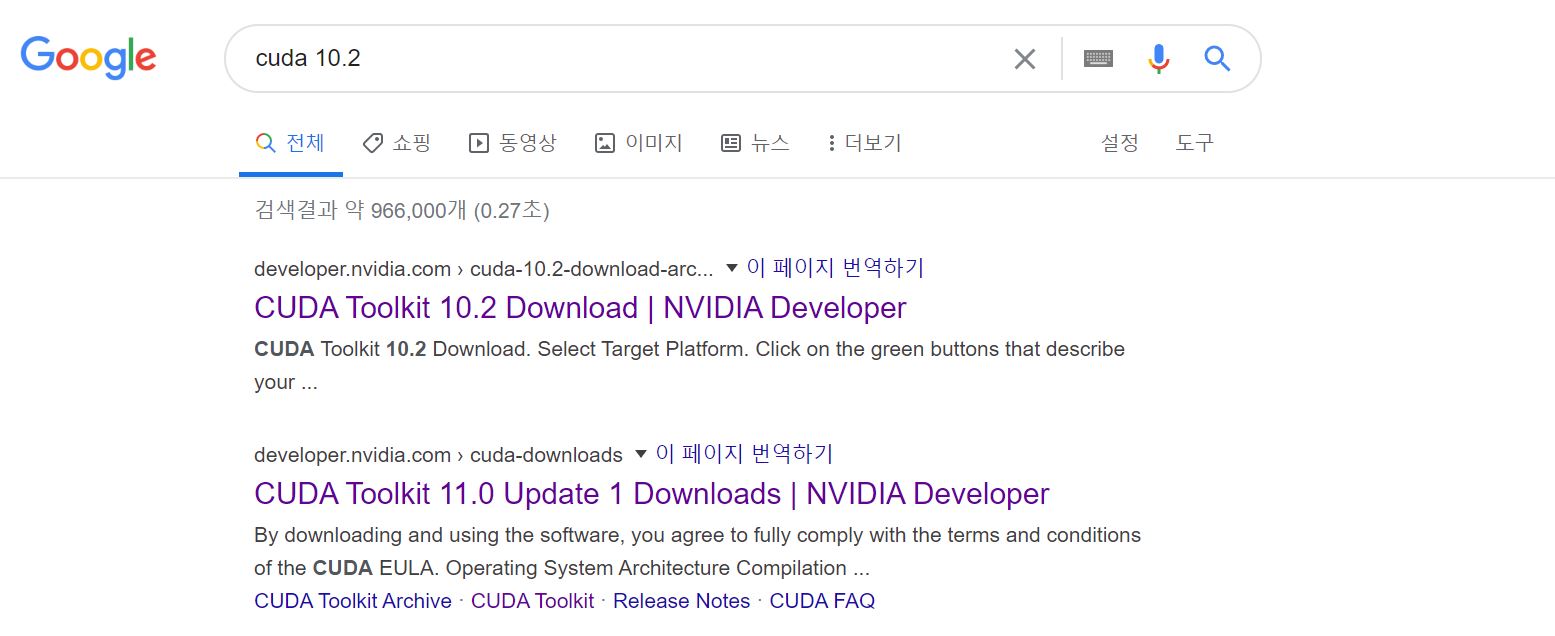 Google
cuda 10.2
전체 쇼핑 동영상 이미지 뉴스 더보기 설정 도구
검색결과 약 966,000개 (0.27초)
developer.nvidia.com › cuda-10.2-download-arc... ▼ 이 페이지 번역하기
CUDA Toolkit 10.2 Download | NVIDIA Developer
CUDA Toolkit 10.2 Download. Select Target Platform. Click on the green buttons that describe
your ...
developer.nvidia.com › cuda-downloads ▼ 이 페이지 번역하기
CUDA Toolkit 11.0 Update 1 Downloads | NVIDIA Developer
By downloading and using the software, you agree to fully comply with the terms and conditions
of the CUDA EULA. Operating System Architecture Compilation ...
CUDA Toolkit Archive · CUDA Toolkit · Release Notes · CUDA FAQ